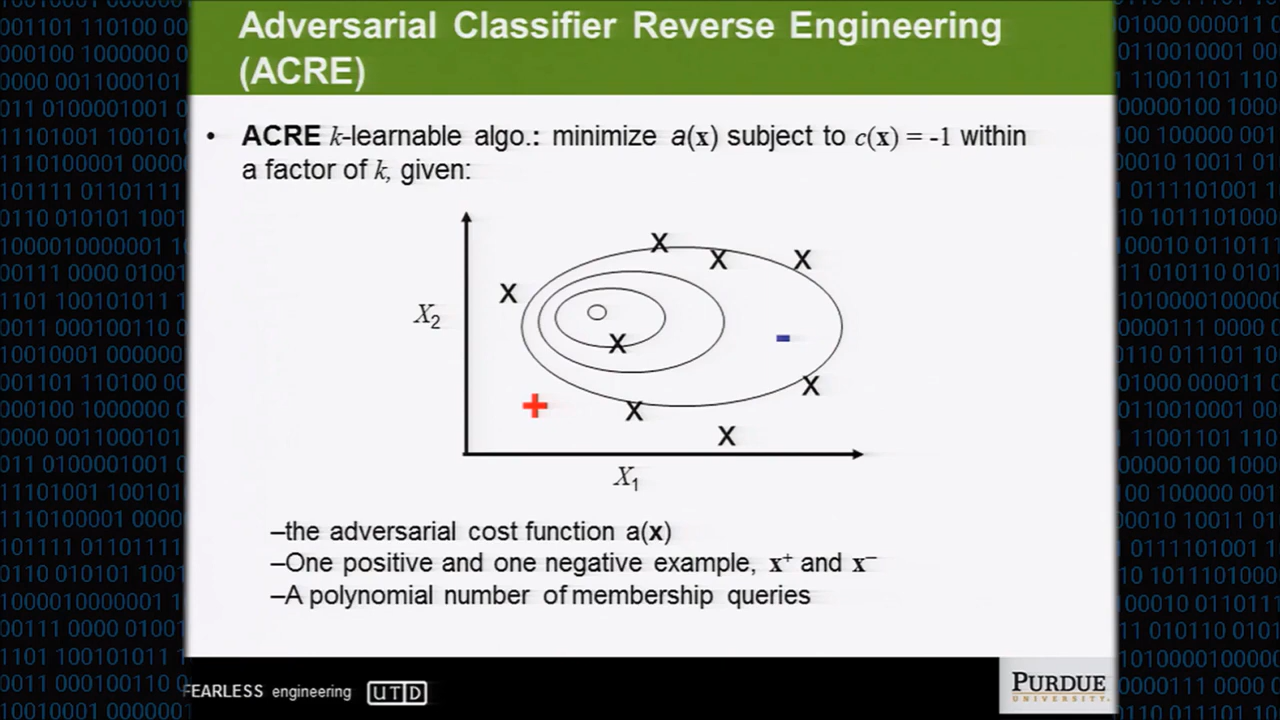 Adversarial Classifier Reverse Engineering
(ACRE)
• ACRE k-learnable algo.: minimize a(x) subject to c(x) = -1 within
a factor of k, given:
X X X
X
X₂
X
-
X
+
X
X
X₁
–the adversarial cost function a(x)
–One positive and one negative example, x⁺ and x⁻
–A polynomial number of membership queries
FEARLESS engineering UTD
PURDUE
UNIVERSITY